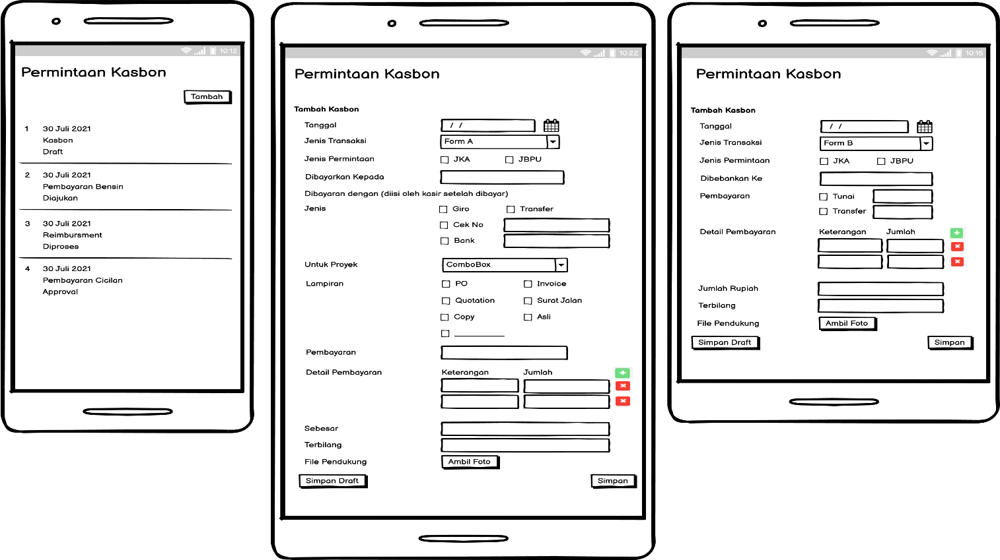 10:12
Permintaan Kasbon
Tambah
1 30 Juli 2021
Kasbon
Draft
2 30 Juli 2021
Pembayaran Bensin
Diajukan
3 30 Juli 2021
Reimbursment
Diproses
4 30 Juli 2021
Pembayaran Cicilan
Approval
10:22
Permintaan Kasbon
Tambah Kasbon
Tanggal / /
Jenis Transaksi Form A
Jenis Permintaan JKA JBPU
Dibayarkan Kepada
Dibayaran dengan (diisi oleh kasir setelah dibayar)
Jenis Giro Transfer
Cek No
Bank
Untuk Proyek ComboBox
Lampiran PO Invoice
Quotation Surat Jalan
Copy Asli
Pembayaran
Detail Pembayaran Keterangan Jumlah
Sebesar
Terbilang
File Pendukung Ambil Foto
Simpan Draft Simpan
10:15
Permintaan Kasbon
Tambah Kasbon
Tanggal / /
Jenis Transaksi Form B
Jenis Permintaan JKA JBPU
Dibebankan Ke
Pembayaran Tunai
Transfer
Detail Pembayaran Keterangan Jumlah
Jumlah Rupiah
Terbilang
File Pendukung Ambil Foto
Simpan Draft Simpan